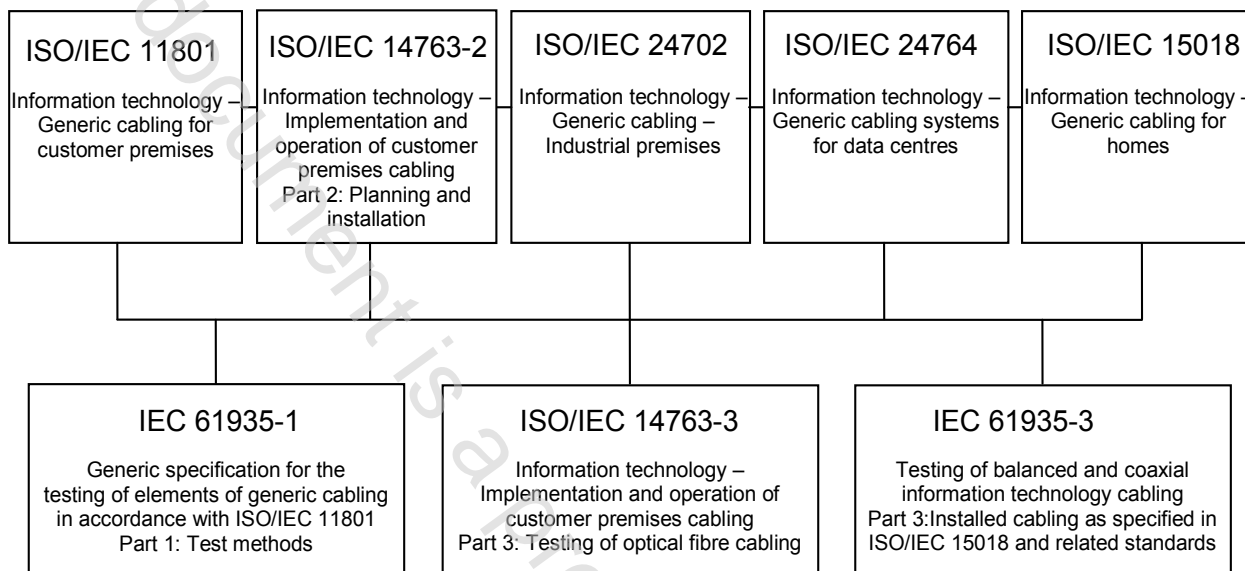 ISO/IEC 11801
Information technology –
Generic cabling for
customer premises
ISO/IEC 14763-2
Information technology –
Implementation and
operation of customer
premises cabling
Part 2: Planning and
installation
ISO/IEC 24702
Information technology –
Generic cabling –
Industrial premises
ISO/IEC 24764
Information technology –
Generic cabling systems
for data centres
ISO/IEC 15018
Information technology –
Generic cabling for
homes
IEC 61935-1
Generic specification for the
testing of elements of generic cabling
in accordance with ISO/IEC 11801
Part 1: Test methods
ISO/IEC 14763-3
Information technology –
Implementation and operation of
customer premises cabling
Part 3: Testing of optical fibre cabling
IEC 61935-3
Testing of balanced and coaxial
information technology cabling
Part 3:Installed cabling as specified in
ISO/IEC 15018 and related standards
document is a